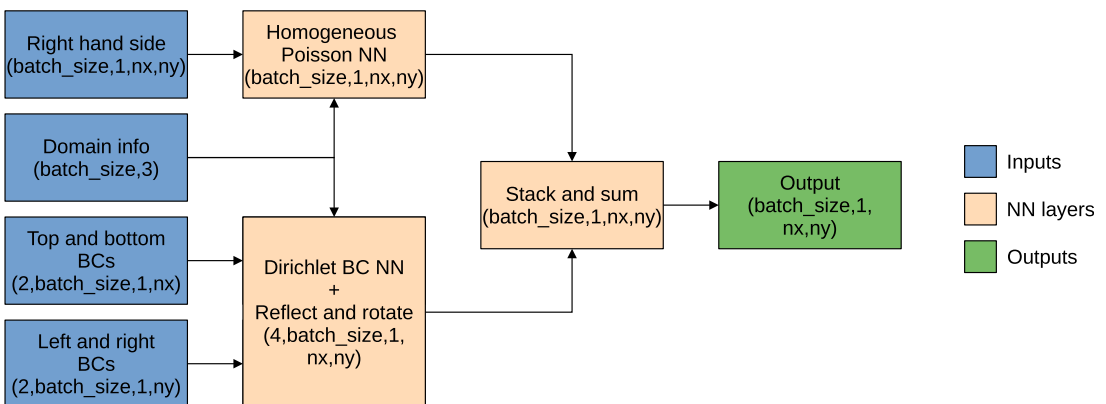 Right hand side
(batch_size,1,nx,ny)
Homogeneous
Poisson NN
(batch_size,1,nx,ny)
Domain info
(batch_size,3)
Top and bottom
BCs
(2,batch_size,1,nx)
Left and right
BCs
(2,batch_size,1,ny)
Dirichlet BC NN
+
Reflect and rotate
(4,batch_size,1,
nx,ny)
Stack and sum
(batch_size,1,nx,ny)
Output
(batch_size,1,
nx,ny)
Inputs
NN layers
Outputs